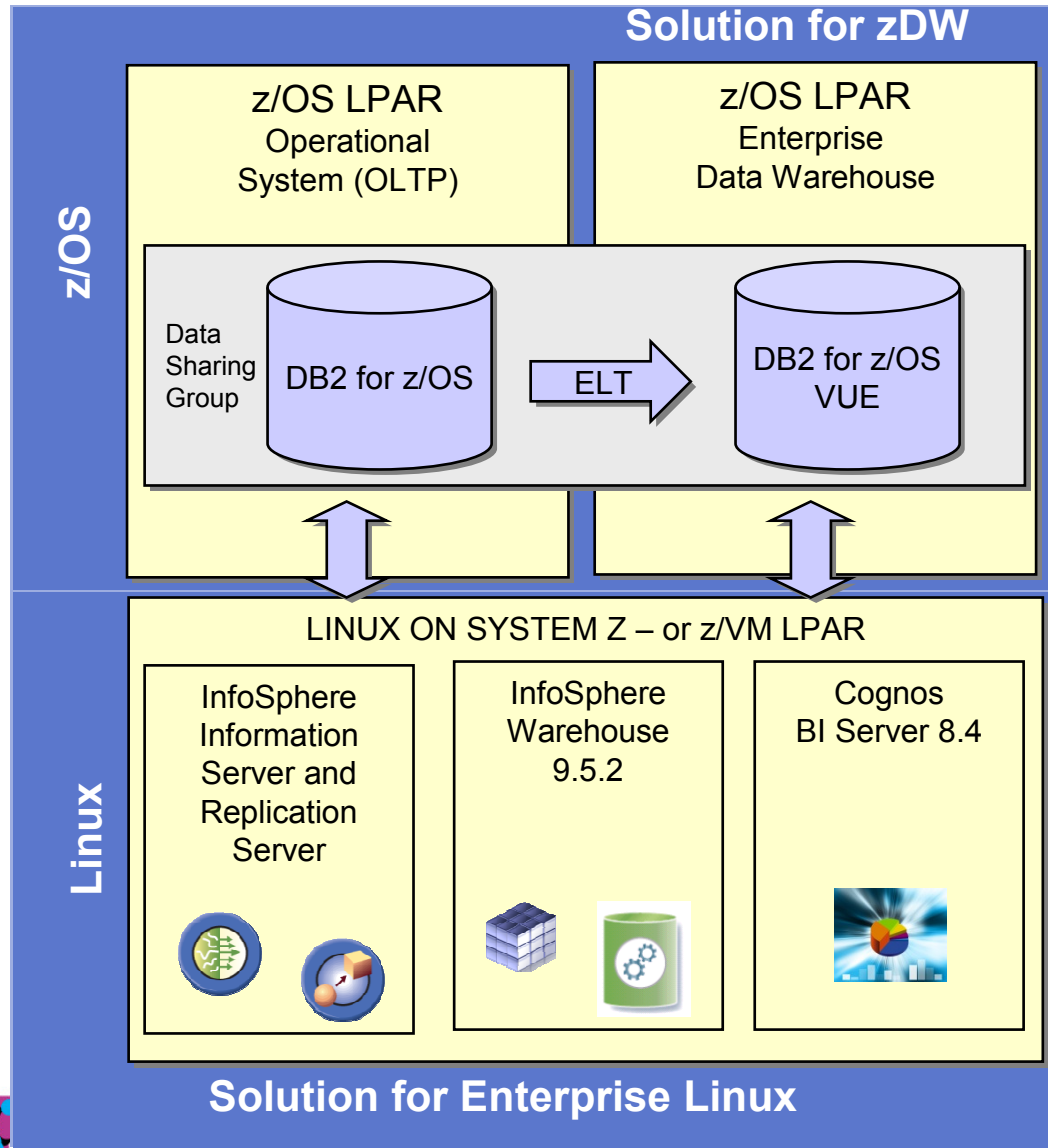 Solution for zDW
z/OS
z/OS LPAR
Operational
System (OLTP)
z/OS LPAR
Enterprise
Data Warehouse
Data
Sharing
Group
DB2 for z/OS
ELT
DB2 for z/OS
VUE
Linux
LINUX ON SYSTEM Z – or z/VM LPAR
InfoSphere
Information
Server and
Replication
Server
InfoSphere
Warehouse
9.5.2
Cognos
BI Server 8.4
Solution for Enterprise Linux